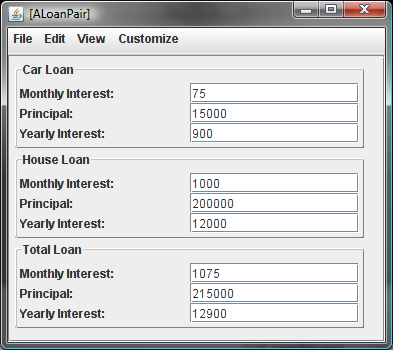 [ALoanPair]
File Edit View Customize
Car Loan
Monthly Interest: 75
Principal: 15000
Yearly Interest: 900
House Loan
Monthly Interest: 1000
Principal: 200000
Yearly Interest: 12000
Total Loan
Monthly Interest: 1075
Principal: 215000
Yearly Interest: 12900